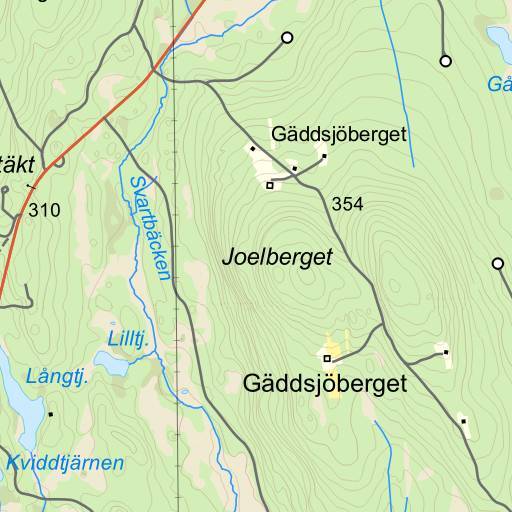 Gå
Gäddsjöberget
täkt
Svartbäcken
310
354
Joelberget
Lilltj.
Långtj.
Gäddsjöberget
Kviddtjärnen